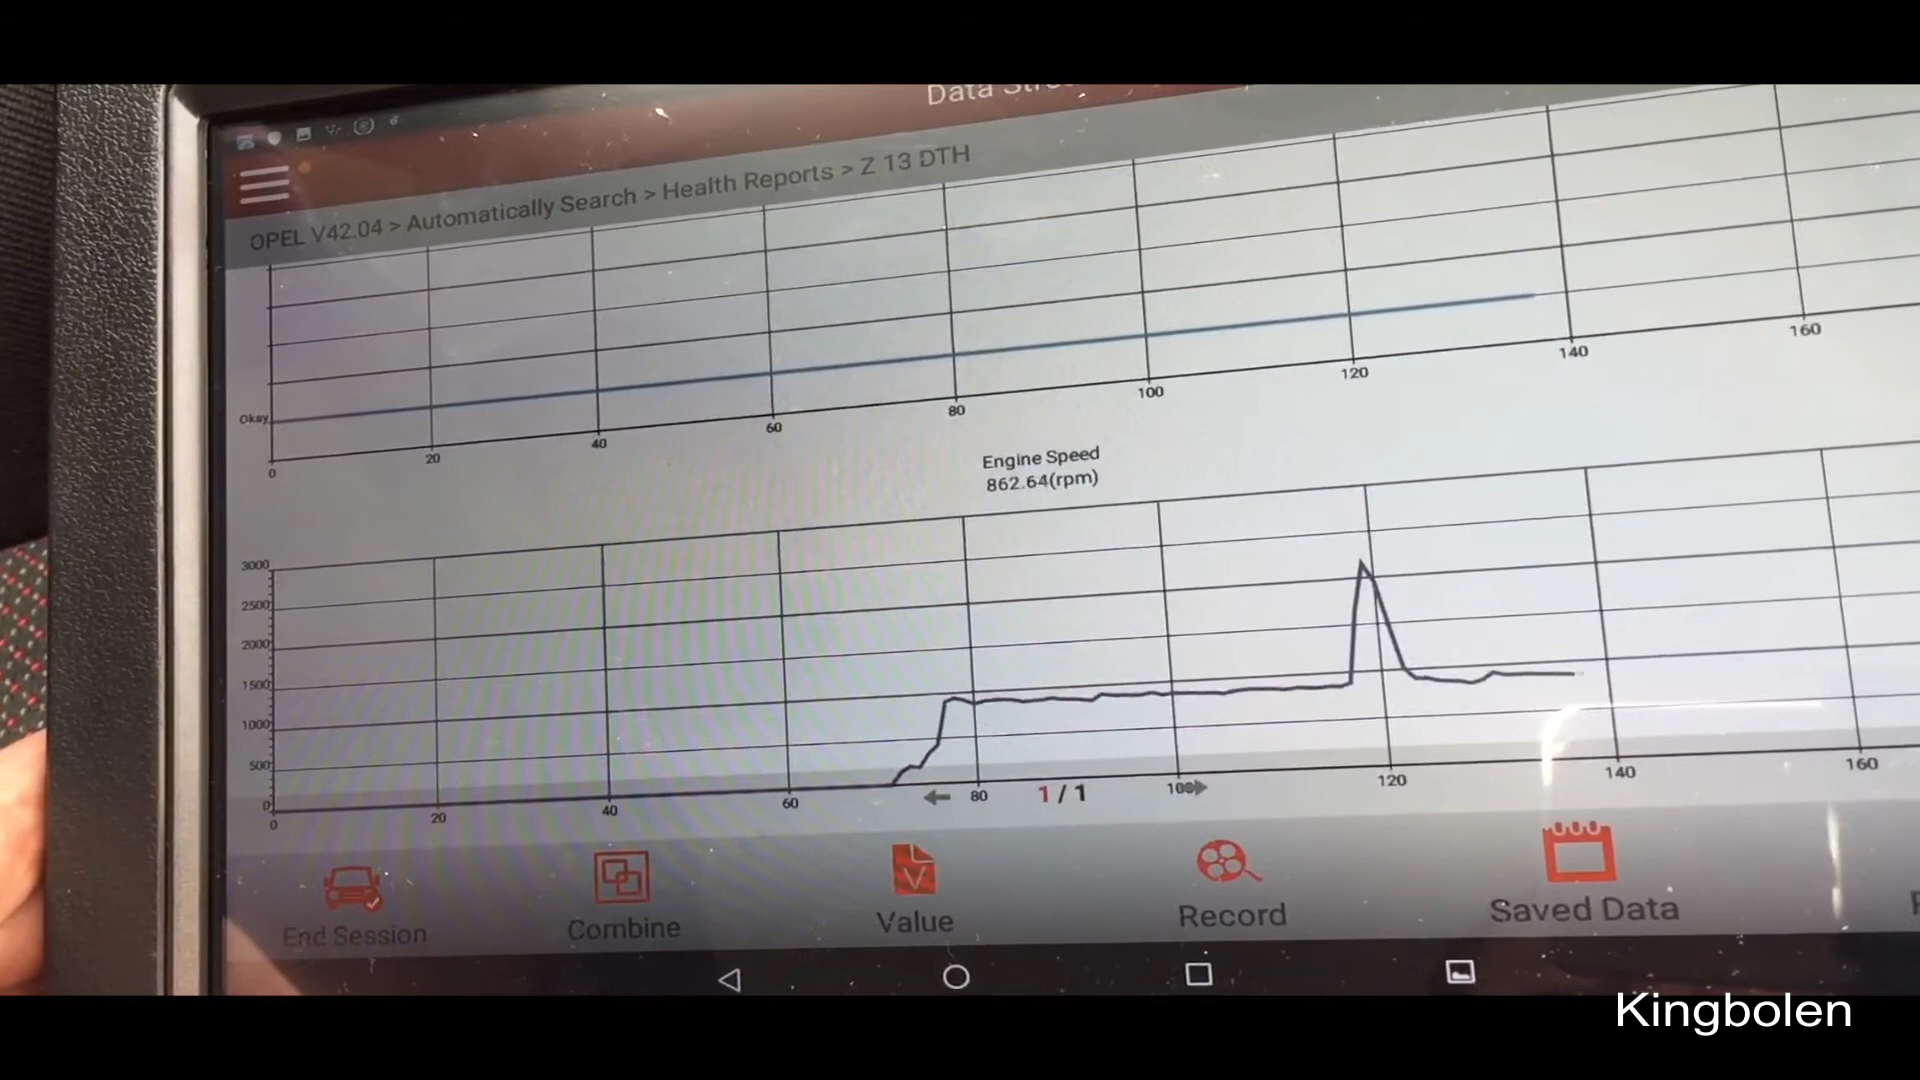 Data Stre
OPEL V42.04 > Automatically Search > Health Reports > Z 13 DTH
Okay
0 20 40 60 80 100 120 140 160
Engine Speed
862.64(rpm)
3000
2500
2000
1500
1000
500
0
0 20 40 60 80 100 120 140 160
1 / 1
End Session Combine Value Record Saved Data
Kingbolen